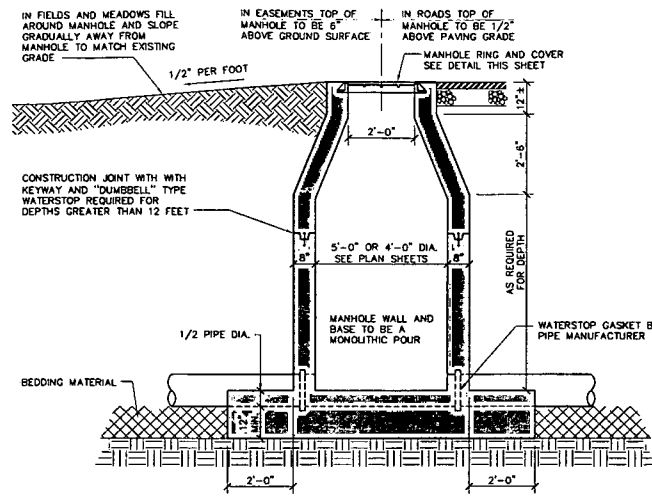 IN FIELDS AND MEADOWS FILL
AROUND MANHOLE AND SLOPE
GRADUALLY AWAY FROM
MANHOLE TO MATCH EXISTING
GRADE
IN EASEMENTS TOP OF
MANHOLE TO BE 6"
ABOVE GROUND SURFACE
IN ROADS TOP OF
MANHOLE TO BE 1/2"
ABOVE PAVING GRADE
MANHOLE RING AND COVER
SEE DETAIL THIS SHEET
1/2" PER FOOT
12" ±
2'-0"
2'-6"
CONSTRUCTION JOINT WITH WITH
KEYWAY AND "DUMBBELL" TYPE
WATERSTOP REQUIRED FOR
DEPTHS GREATER THAN 12 FEET
5'-0" OR 4'-0" DIA.
SEE PLAN SHEETS
8"
8"
AS REQUIRED
FOR DEPTH
MANHOLE WALL AND
BASE TO BE A
MONOLITHIC POUR
1/2 PIPE DIA.
WATERSTOP GASKET B
PIPE MANUFACTURER
BEDDING MATERIAL
12"
MIN.
2'-0"
2'-0"